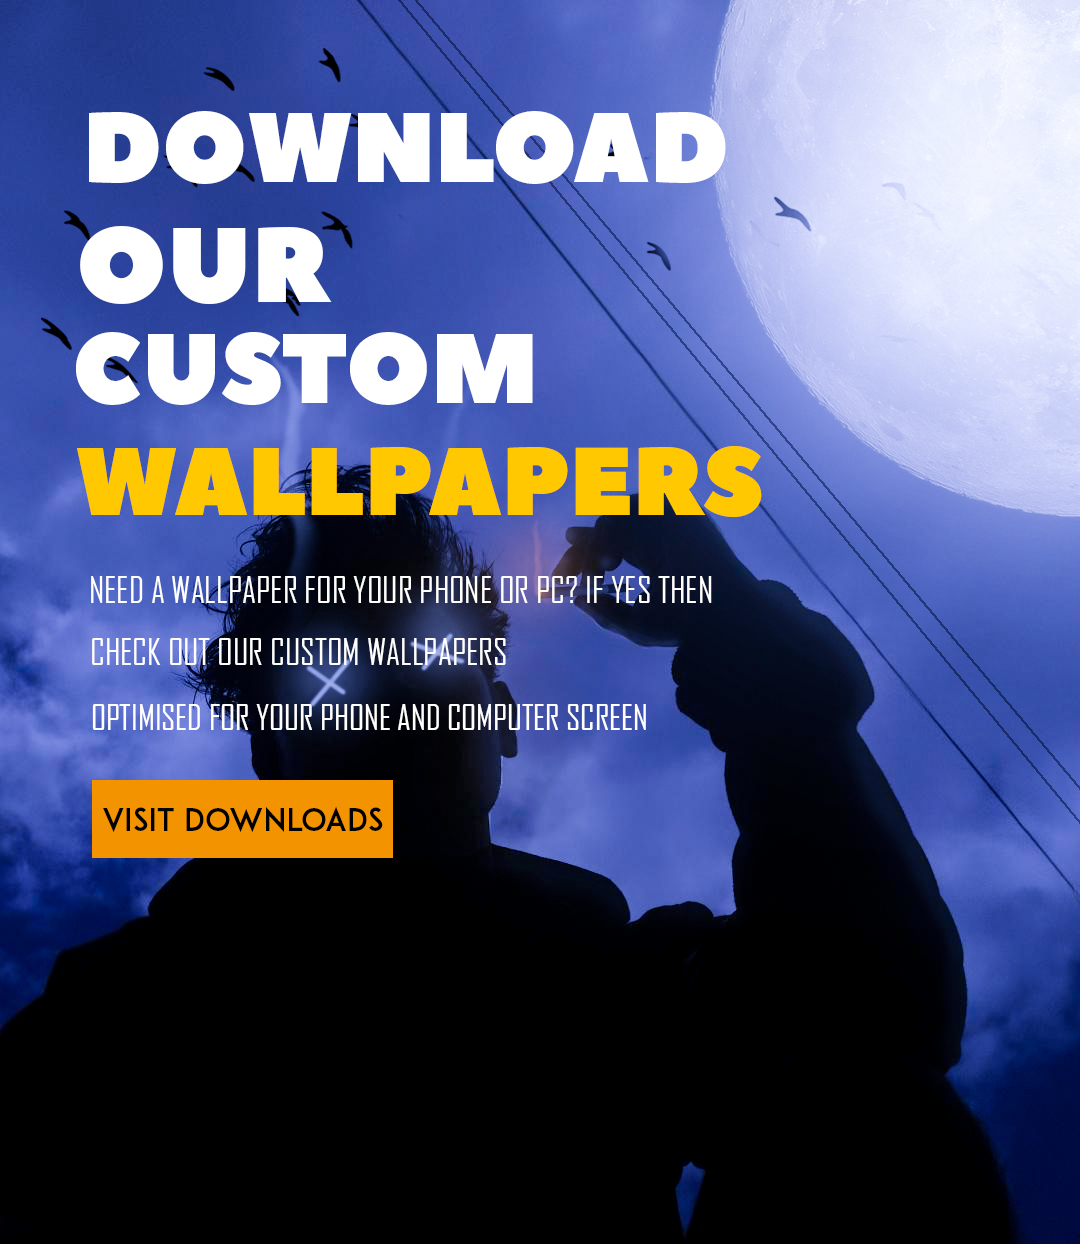 DOWNLOAD
OUR
CUSTOM
WALLPAPERS
NEED A WALLPAPER FOR YOUR PHONE OR PC? IF YES THEN
CHECK OUT OUR CUSTOM WALLPAPERS
OPTIMISED FOR YOUR PHONE AND COMPUTER SCREEN
VISIT DOWNLOADS